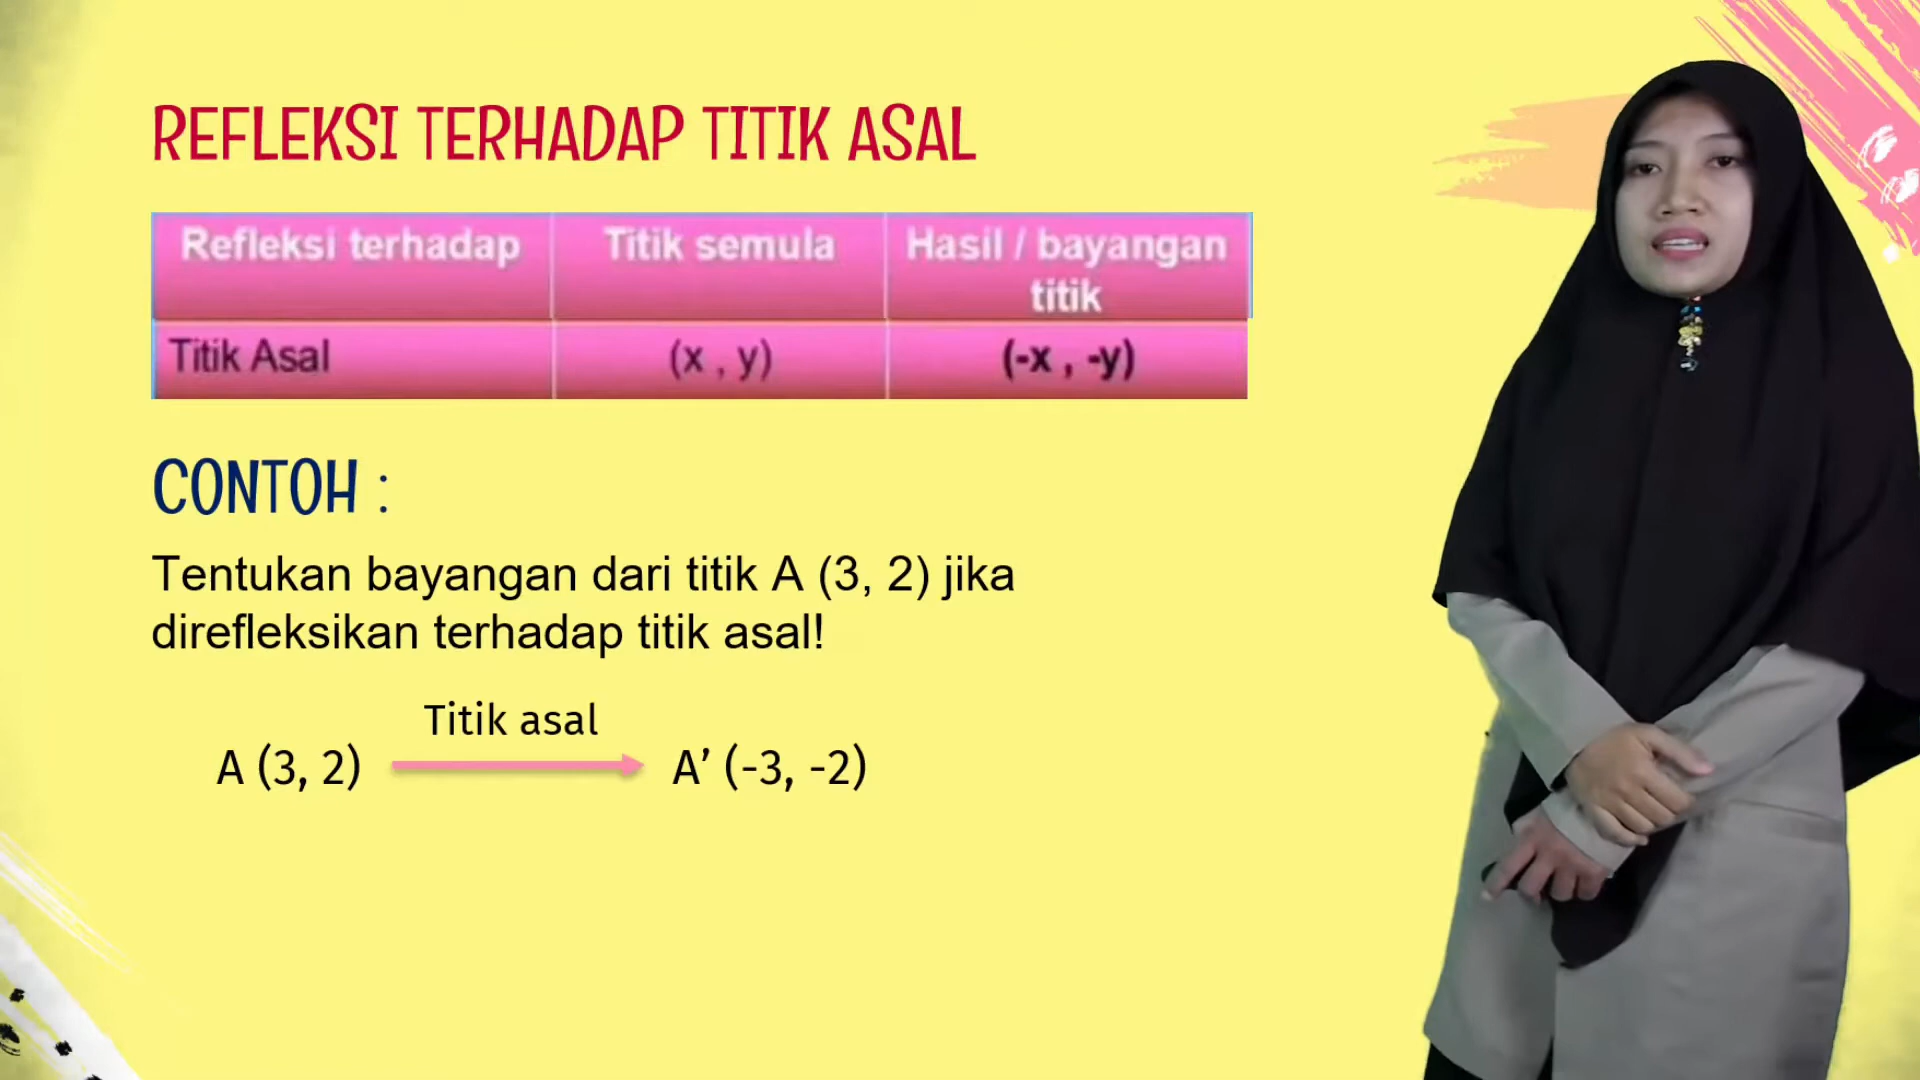 REFLEKSI TERHADAP TITIK ASAL
Refleksi terhadap Titik semula Hasil / bayangan
titik
Titik Asal (x , y) (-x , -y)
CONTOH :
Tentukan bayangan dari titik A (3, 2) jika
direfleksikan terhadap titik asal!
Titik asal
A (3, 2) A’ (-3, -2)